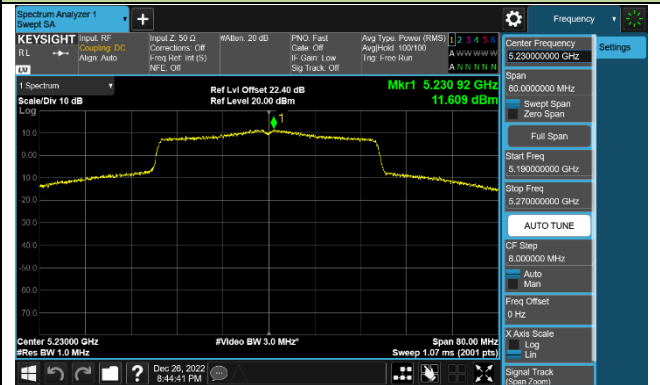 Spectrum Analyzer 1
Swept SA
Frequency
KEYSIGHT
RL
Input: RF
Coupling: DC
Align: Auto
Input Z: 50 Ω
Corrections: Off
Freq Ref: Int (S)
NFE: Off
#Atten: 20 dB
PNO: Fast
Gate: Off
IF Gain: Low
Sig Track: Off
Avg Type: Power (RMS)
Avg|Hold: 100/100
Trig: Free Run
1 2 3 4 5 6
A W W W W W
A N N N N N
1 Spectrum
Scale/Div 10 dB
Log
Ref Lvl Offset 22.40 dB
Ref Level 20.00 dBm
Mkr1 5.230 92 GHz
11.609 dBm
1
10.0
0.00
10.0
20.0
30.0
40.0
-50.0
60.0
70.0
Center 5.23000 GHz
#Res BW 1.0 MHz
#Video BW 3.0 MHz*
Span 80.00 MHz
Sweep 1.07 ms (2001 pts)
Dec 26, 2022
8:44:41 PM
Center Frequency
5.230000000 GHz
Settings
Span
80.0000000 MHz
Swept Span
Zero Span
Full Span
Start Freq
5.190000000 GHz
Stop Freq
5.270000000 GHz
AUTO TUNE
CF Step
8.000000 MHz
Auto
Man
Freq Offset
0 Hz
X Axis Scale
Log
Lin
Signal Track
(Span Zoom)